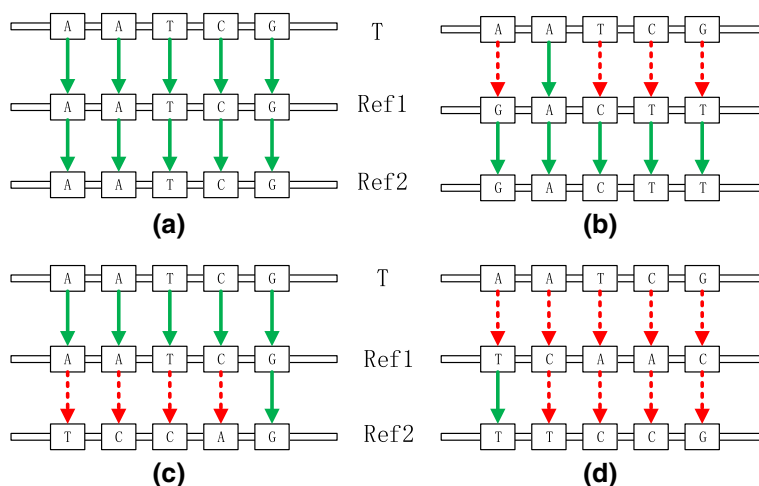 A A T C G T
A A T C G Ref1
A A T C G Ref2
(a)
A A T C G
G A C T T
G A C T T
(b)
A A T C G T
A A T C G Ref1
T C C A G Ref2
(c)
A A T C G
T C A A C
T T C C G
(d)